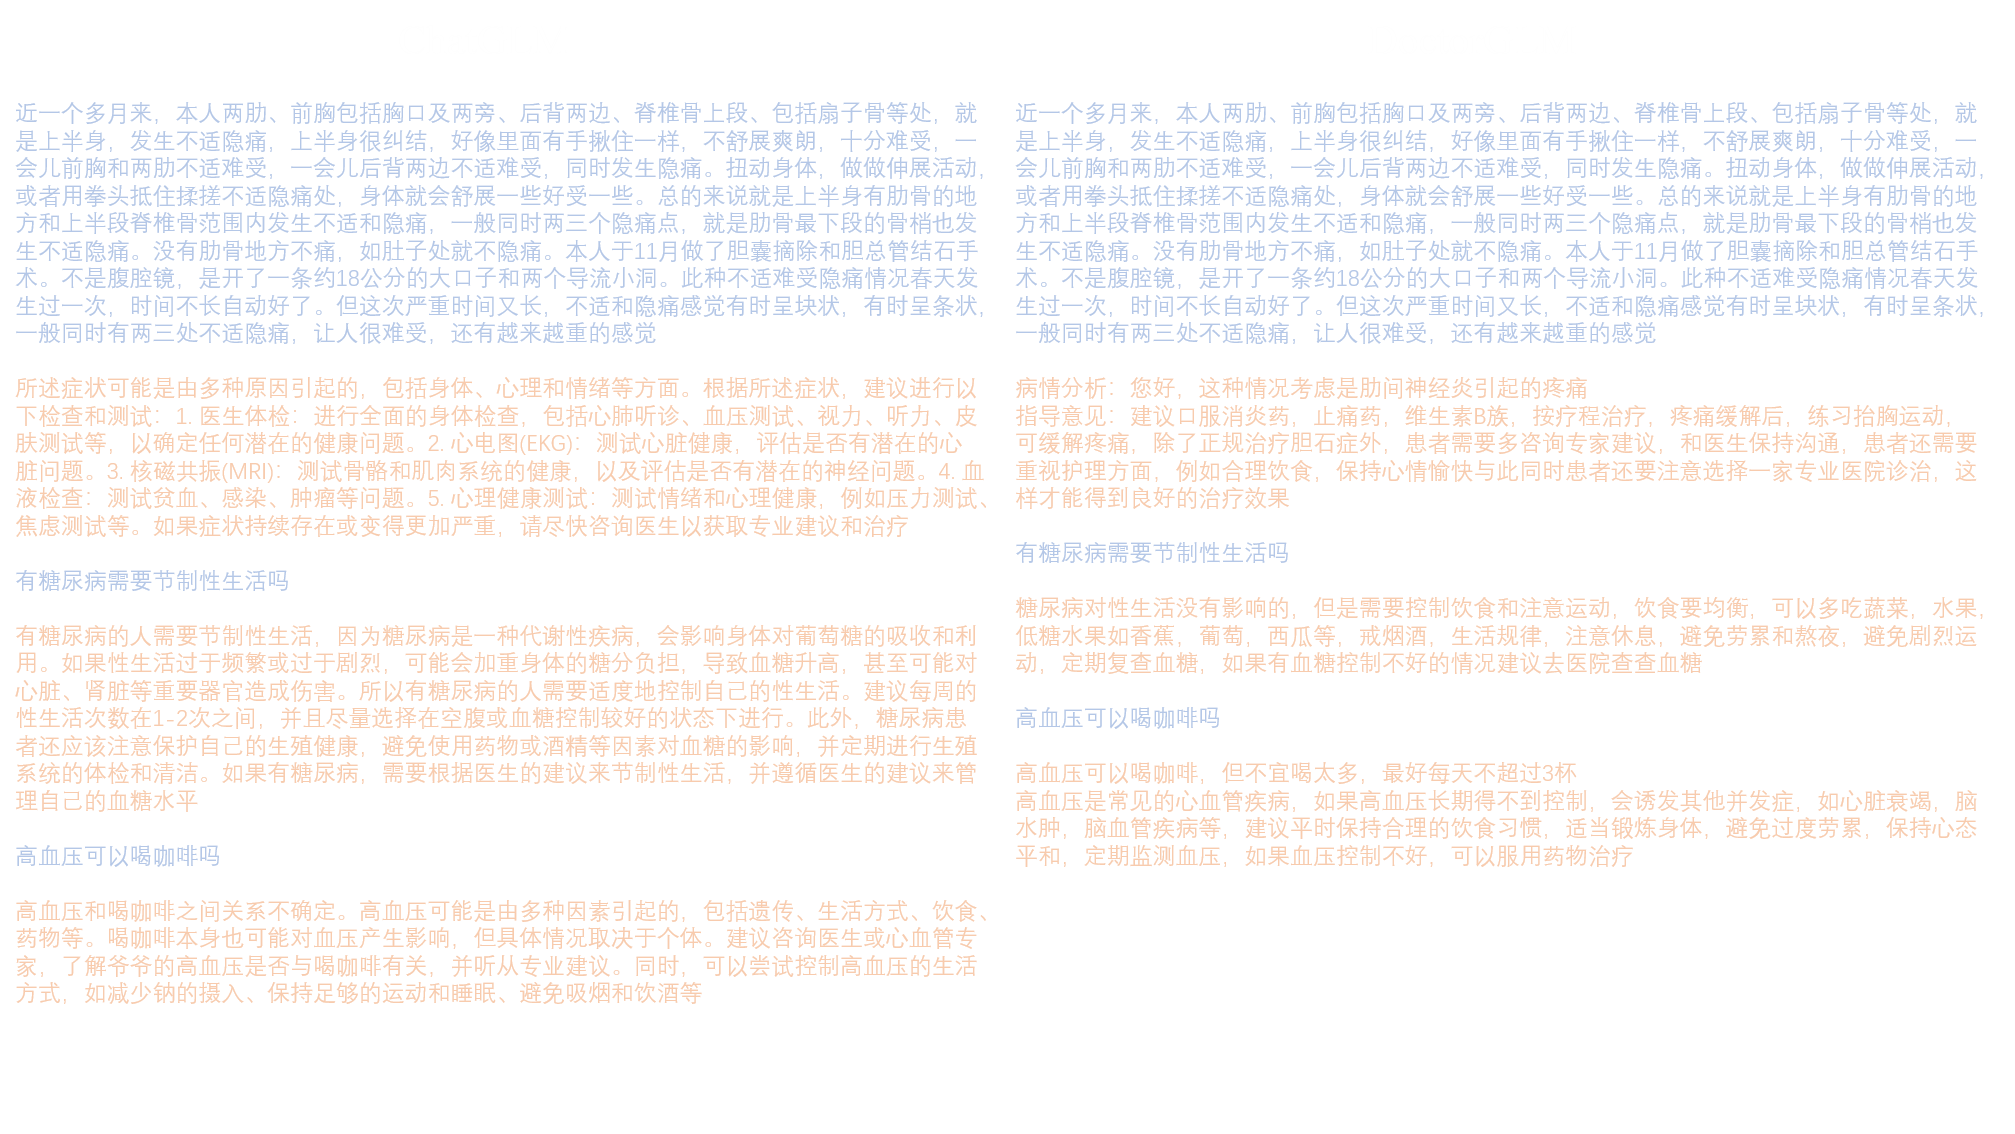 近一个多月来，本人两肋、前胸包括胸口及两旁、后背两边、脊椎骨上段、包括扇子骨等处，就
是上半身，发生不适隐痛，上半身很纠结，好像里面有手揪住一样，不舒展爽朗，十分难受，一
会儿前胸和两肋不适难受，一会儿后背两边不适难受，同时发生隐痛。扭动身体，做做伸展活动，
或者用拳头抵住揉搓不适隐痛处，身体就会舒展一些好受一些。总的来说就是上半身有肋骨的地
方和上半段脊椎骨范围内发生不适和隐痛，一般同时两三个隐痛点，就是肋骨最下段的骨梢也发
生不适隐痛。没有肋骨地方不痛，如肚子处就不隐痛。本人于11月做了胆囊摘除和胆总管结石手
术。不是腹腔镜，是开了一条约18公分的大口子和两个导流小洞。此种不适难受隐痛情况春天发
生过一次，时间不长自动好了。但这次严重时间又长，不适和隐痛感觉有时呈块状，有时呈条状，
一般同时有两三处不适隐痛，让人很难受，还有越来越重的感觉
所述症状可能是由多种原因引起的，包括身体、心理和情绪等方面。根据所述症状，建议进行以
下检查和测试：1. 医生体检：进行全面的身体检查，包括心肺听诊、血压测试、视力、听力、皮
肤测试等，以确定任何潜在的健康问题。2. 心电图(EKG)：测试心脏健康，评估是否有潜在的心
脏问题。3. 核磁共振(MRI)：测试骨骼和肌肉系统的健康，以及评估是否有潜在的神经问题。4. 血
液检查：测试贫血、感染、肿瘤等问题。5. 心理健康测试：测试情绪和心理健康，例如压力测试、
焦虑测试等。如果症状持续存在或变得更加严重，请尽快咨询医生以获取专业建议和治疗
有糖尿病需要节制性生活吗
有糖尿病的人需要节制性生活，因为糖尿病是一种代谢性疾病，会影响身体对葡萄糖的吸收和利
用。如果性生活过于频繁或过于剧烈，可能会加重身体的糖分负担，导致血糖升高，甚至可能对
心脏、肾脏等重要器官造成伤害。所以有糖尿病的人需要适度地控制自己的性生活。建议每周的
性生活次数在1-2次之间，并且尽量选择在空腹或血糖控制较好的状态下进行。此外，糖尿病患
者还应该注意保护自己的生殖健康，避免使用药物或酒精等因素对血糖的影响，并定期进行生殖
系统的体检和清洁。如果有糖尿病，需要根据医生的建议来节制性生活，并遵循医生的建议来管
理自己的血糖水平
高血压可以喝咖啡吗
高血压和喝咖啡之间关系不确定。高血压可能是由多种因素引起的，包括遗传、生活方式、饮食、
药物等。喝咖啡本身也可能对血压产生影响，但具体情况取决于个体。建议咨询医生或心血管专
家，了解爷爷的高血压是否与喝咖啡有关，并听从专业建议。同时，可以尝试控制高血压的生活
方式，如减少钠的摄入、保持足够的运动和睡眠、避免吸烟和饮酒等
近一个多月来，本人两肋、前胸包括胸口及两旁、后背两边、脊椎骨上段、包括扇子骨等处，就
是上半身，发生不适隐痛，上半身很纠结，好像里面有手揪住一样，不舒展爽朗，十分难受，一
会儿前胸和两肋不适难受，一会儿后背两边不适难受，同时发生隐痛。扭动身体，做做伸展活动，
或者用拳头抵住揉搓不适隐痛处，身体就会舒展一些好受一些。总的来说就是上半身有肋骨的地
方和上半段脊椎骨范围内发生不适和隐痛，一般同时两三个隐痛点，就是肋骨最下段的骨梢也发
生不适隐痛。没有肋骨地方不痛，如肚子处就不隐痛。本人于11月做了胆囊摘除和胆总管结石手
术。不是腹腔镜，是开了一条约18公分的大口子和两个导流小洞。此种不适难受隐痛情况春天发
生过一次，时间不长自动好了。但这次严重时间又长，不适和隐痛感觉有时呈块状，有时呈条状，
一般同时有两三处不适隐痛，让人很难受，还有越来越重的感觉
病情分析：您好，这种情况考虑是肋间神经炎引起的疼痛
指导意见：建议口服消炎药，止痛药，维生素B族，按疗程治疗，疼痛缓解后，练习抬胸运动，
可缓解疼痛，除了正规治疗胆石症外，患者需要多咨询专家建议，和医生保持沟通，患者还需要
重视护理方面，例如合理饮食，保持心情愉快与此同时患者还要注意选择一家专业医院诊治，这
样才能得到良好的治疗效果
有糖尿病需要节制性生活吗
糖尿病对性生活没有影响的，但是需要控制饮食和注意运动，饮食要均衡，可以多吃蔬菜，水果，
低糖水果如香蕉，葡萄，西瓜等，戒烟酒，生活规律，注意休息，避免劳累和熬夜，避免剧烈运
动，定期复查血糖，如果有血糖控制不好的情况建议去医院查查血糖
高血压可以喝咖啡吗
高血压可以喝咖啡，但不宜喝太多，最好每天不超过3杯
高血压是常见的心血管疾病，如果高血压长期得不到控制，会诱发其他并发症，如心脏衰竭，脑
水肿，脑血管疾病等，建议平时保持合理的饮食习惯，适当锻炼身体，避免过度劳累，保持心态
平和，定期监测血压，如果血压控制不好，可以服用药物治疗